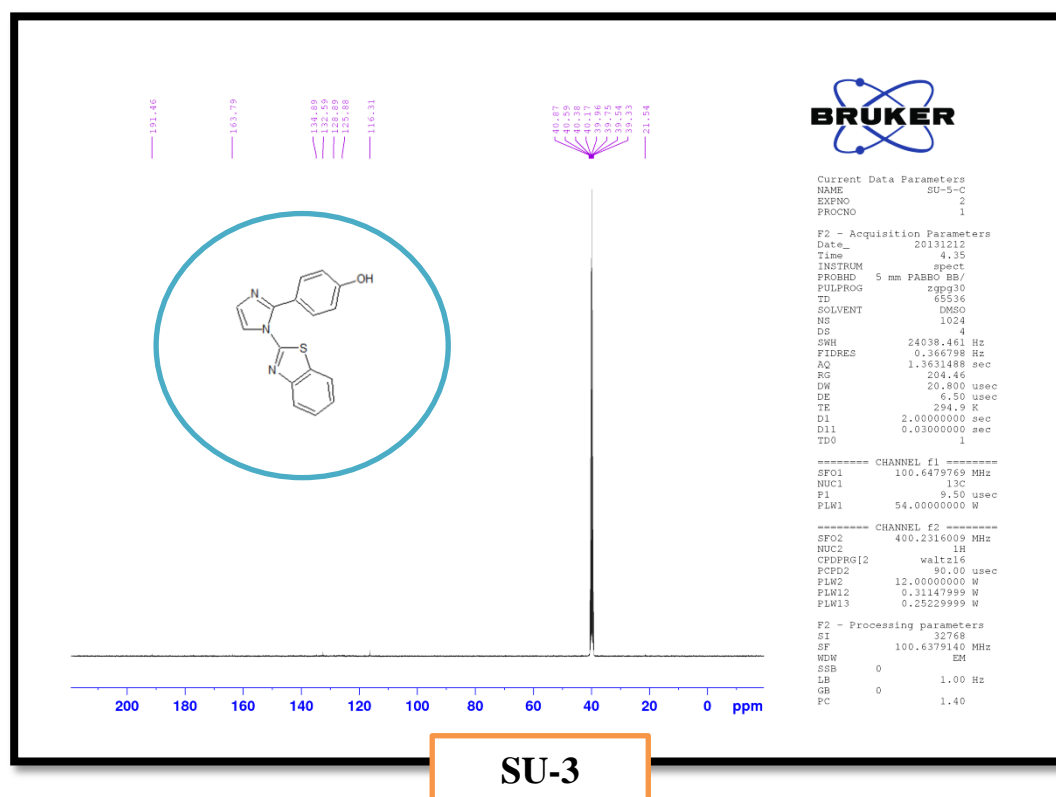 191.46
163.79
134.89
132.59
128.89
125.88
116.31
40.87
40.59
40.38
40.17
39.96
39.75
39.54
39.33
21.54
BRUKER
Current Data Parameters
NAME SU-5-C
EXPNO 2
PROCNO 1
F2 - Acquisition Parameters
Date_ 20131212
Time 4.35
INSTRUM spect
PROBHD 5 mm PABBO BB/
PULPROG zgpg30
TD 65536
SOLVENT DMSO
NS 1024
DS 4
SWH 24038.461 Hz
FIDRES 0.366798 Hz
AQ 1.3631488 sec
RG 204.46
DW 20.800 usec
DE 6.50 usec
TE 294.9 K
D1 2.00000000 sec
D11 0.03000000 sec
TD0 1
======== CHANNEL f1 ========
SFO1 100.6479769 MHz
NUC1 13C
P1 9.50 usec
PLW1 54.00000000 W
======== CHANNEL f2 ========
SFO2 400.2316009 MHz
NUC2 1H
CPDPRG[2 waltz16
PCPD2 90.00 usec
PLW2 12.00000000 W
PLW12 0.31147999 W
PLW13 0.25229999 W
F2 - Processing parameters
SI 32768
SF 100.6379140 MHz
WDW EM
SSB 0
LB 1.00 Hz
GB 0
PC 1.40
N
OH
N
S
N
200 180 160 140 120 100 80 60 40 20 0 ppm
SU-3